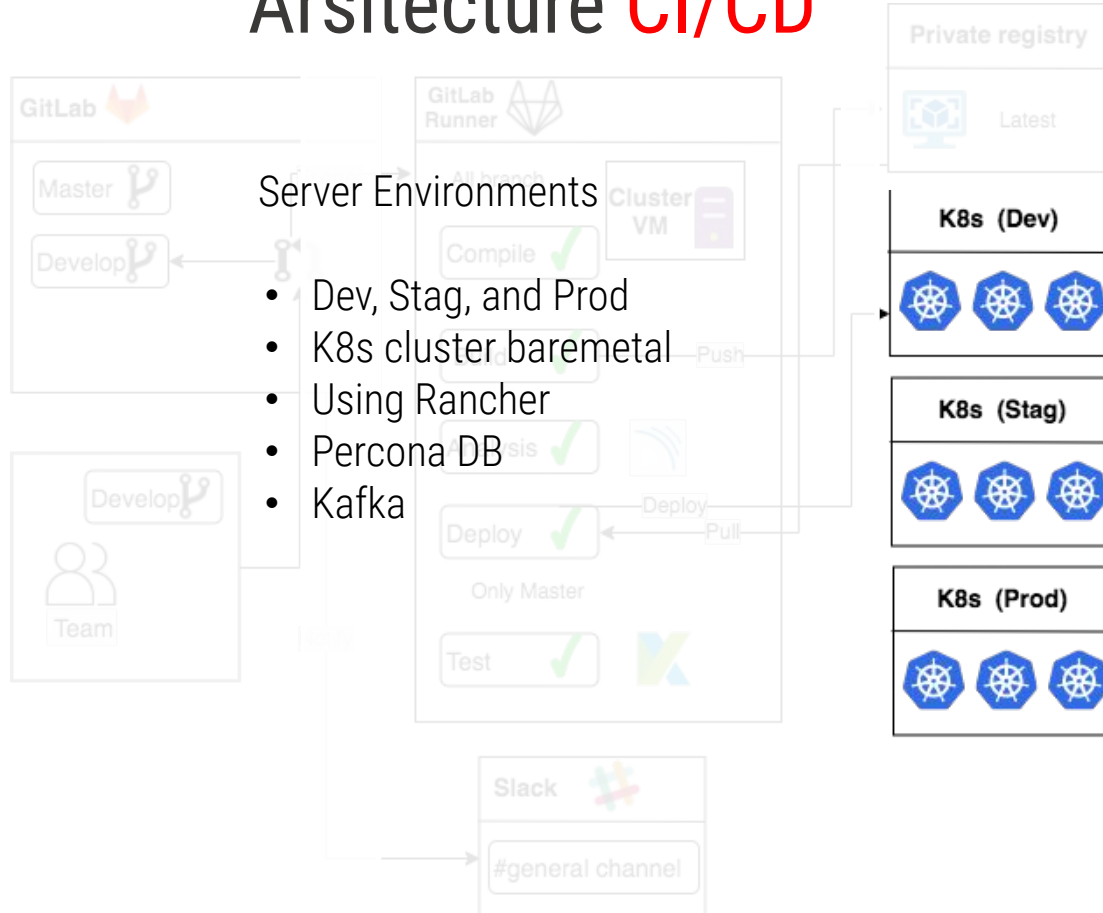 Arsitecture CI/CD
GitLab
Master
Develop
Develop
Team
GitLab
Runner
All branch
Cluster
VM
Compile
Push
Analysis
Deploy
Deploy
Pull
Only Master
Test
Server Environments
• Dev, Stag, and Prod
• K8s cluster baremetal
• Using Rancher
• Percona DB
• Kafka
Private registry
Latest
K8s (Dev)
K8s (Stag)
K8s (Prod)
Slack
#general channel